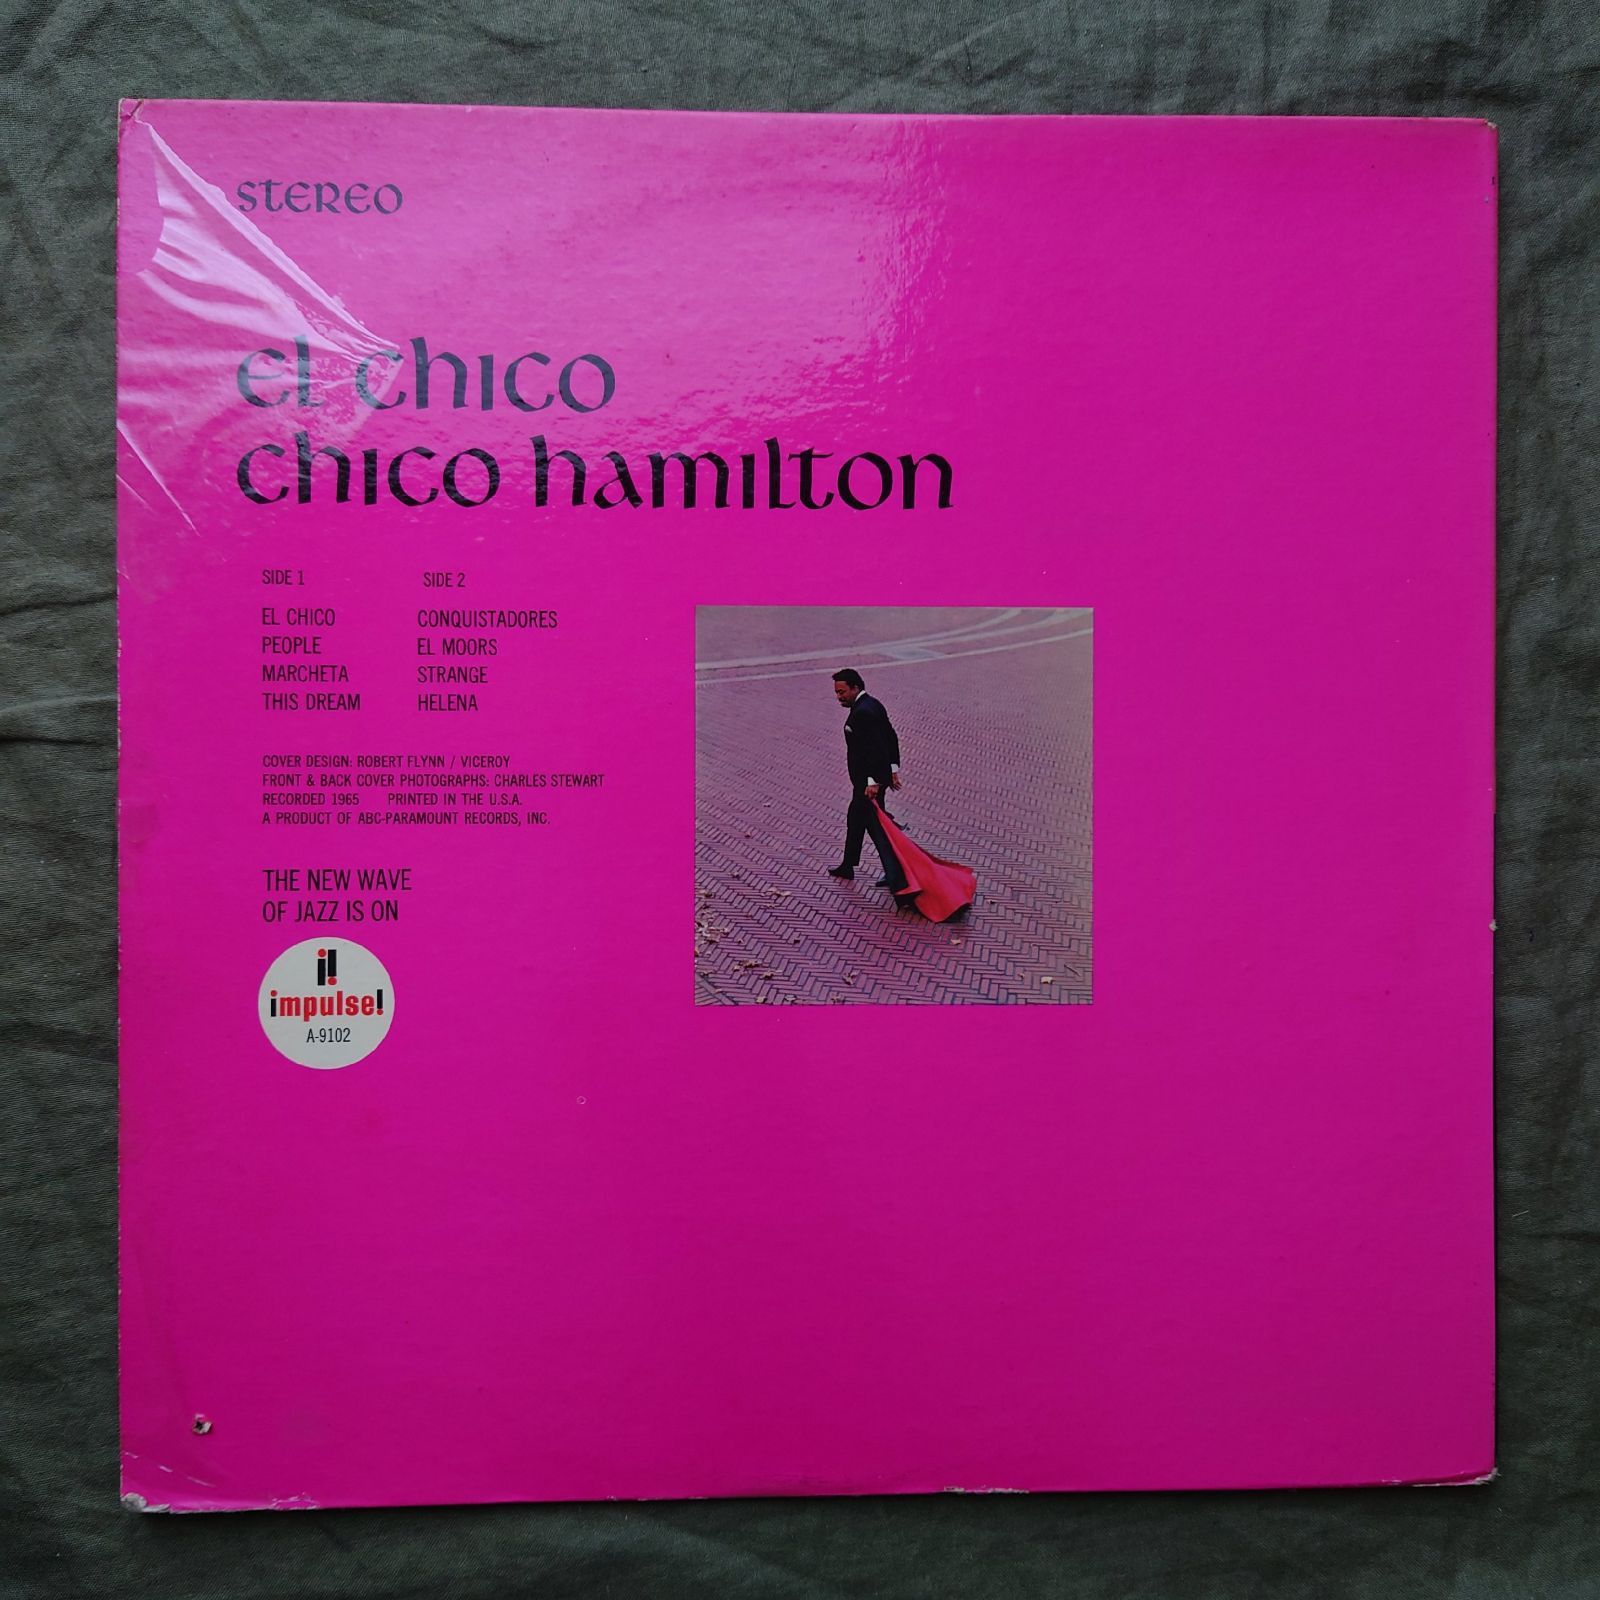 STEREO
el chico
chico hamilton
SIDE 1
EL CHICO
PEOPLE
MARCHETA
THIS DREAM
SIDE 2
CONQUISTADORES
EL MOORS
STRANGE
HELENA
COVER DESIGN: ROBERT FLYNN / VICEROY
FRONT & BACK COVER PHOTOGRAPHS: CHARLES STEWART
RECORDED 1965 PRINTED IN THE U.S.A.
A PRODUCT OF ABC-PARAMOUNT RECORDS, INC.
THE NEW WAVE
OF JAZZ IS ON
i!
impulse!
A-9102